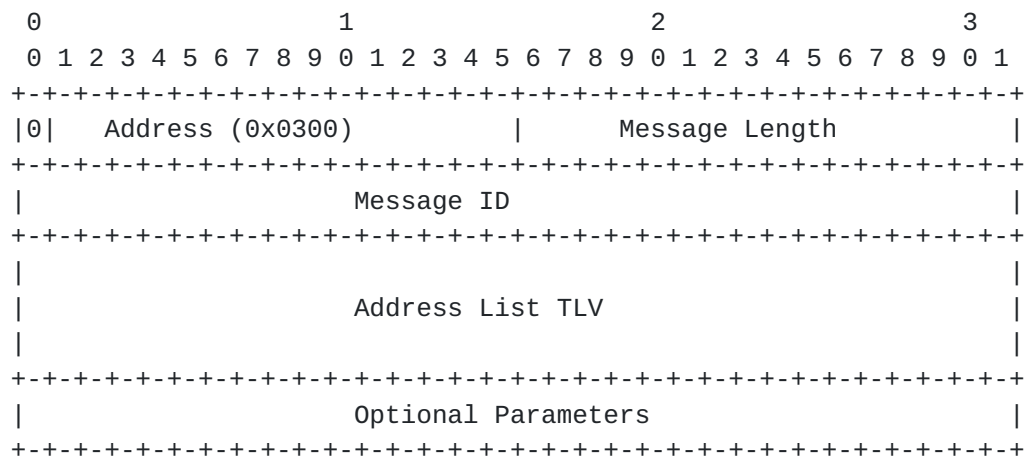 0                   1                   2                   3
 0 1 2 3 4 5 6 7 8 9 0 1 2 3 4 5 6 7 8 9 0 1 2 3 4 5 6 7 8 9 0 1
+-+-+-+-+-+-+-+-+-+-+-+-+-+-+-+-+-+-+-+-+-+-+-+-+-+-+-+-+-+-+-+-+
|0|   Address (0x0300)          |      Message Length           |
+-+-+-+-+-+-+-+-+-+-+-+-+-+-+-+-+-+-+-+-+-+-+-+-+-+-+-+-+-+-+-+-+
|                     Message ID                                |
+-+-+-+-+-+-+-+-+-+-+-+-+-+-+-+-+-+-+-+-+-+-+-+-+-+-+-+-+-+-+-+-+
|                                                               |
|                     Address List TLV                          |
|                                                               |
+-+-+-+-+-+-+-+-+-+-+-+-+-+-+-+-+-+-+-+-+-+-+-+-+-+-+-+-+-+-+-+-+
|                     Optional Parameters                       |
+-+-+-+-+-+-+-+-+-+-+-+-+-+-+-+-+-+-+-+-+-+-+-+-+-+-+-+-+-+-+-+-+